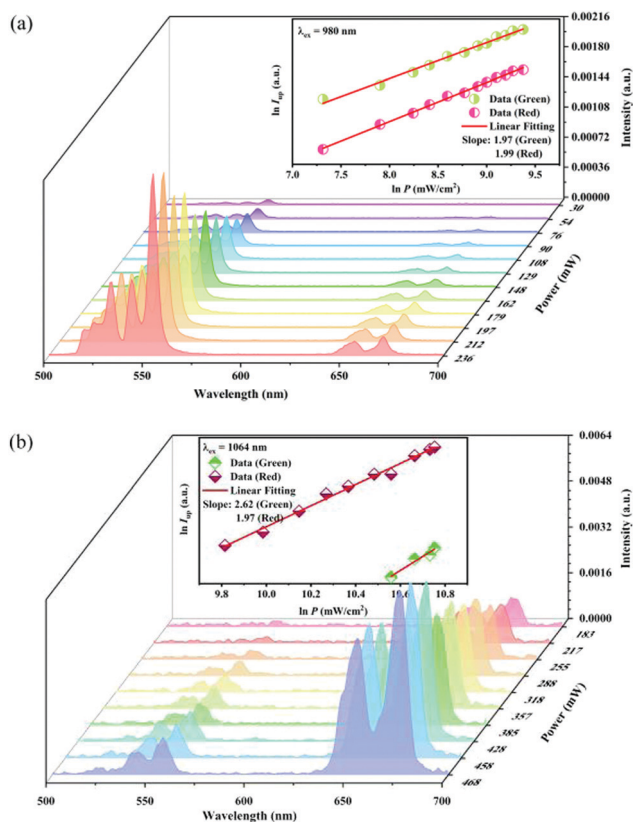 (a)
λex = 980 nm
ln Iup (a.u.)
Data (Green)
Data (Red)
Linear Fitting
Slope: 1.97 (Green)
1.99 (Red)
7.0 7.5 8.0 8.5 9.0 9.5
ln P (mW/cm²)
0.00216
0.00180
0.00144
0.00108
0.00072
0.00036
0.00000
Intensity (a.u.)
30
54
76
90
108
129
148
162
179
197
212
236
Power (mW)
500 550 600 650 700
Wavelength (nm)
(b)
λex = 1064 nm
ln Iup (a.u.)
Data (Green)
Data (Red)
Linear Fitting
Slope: 2.62 (Green)
1.97 (Red)
9.8 10.0 10.2 10.4 10.6 10.8
ln P (mW/cm²)
0.0064
0.0048
0.0032
0.0016
0.0000
Intensity (a.u.)
183
217
255
288
318
357
385
428
458
468
Power (mW)
500 550 600 650 700
Wavelength (nm)